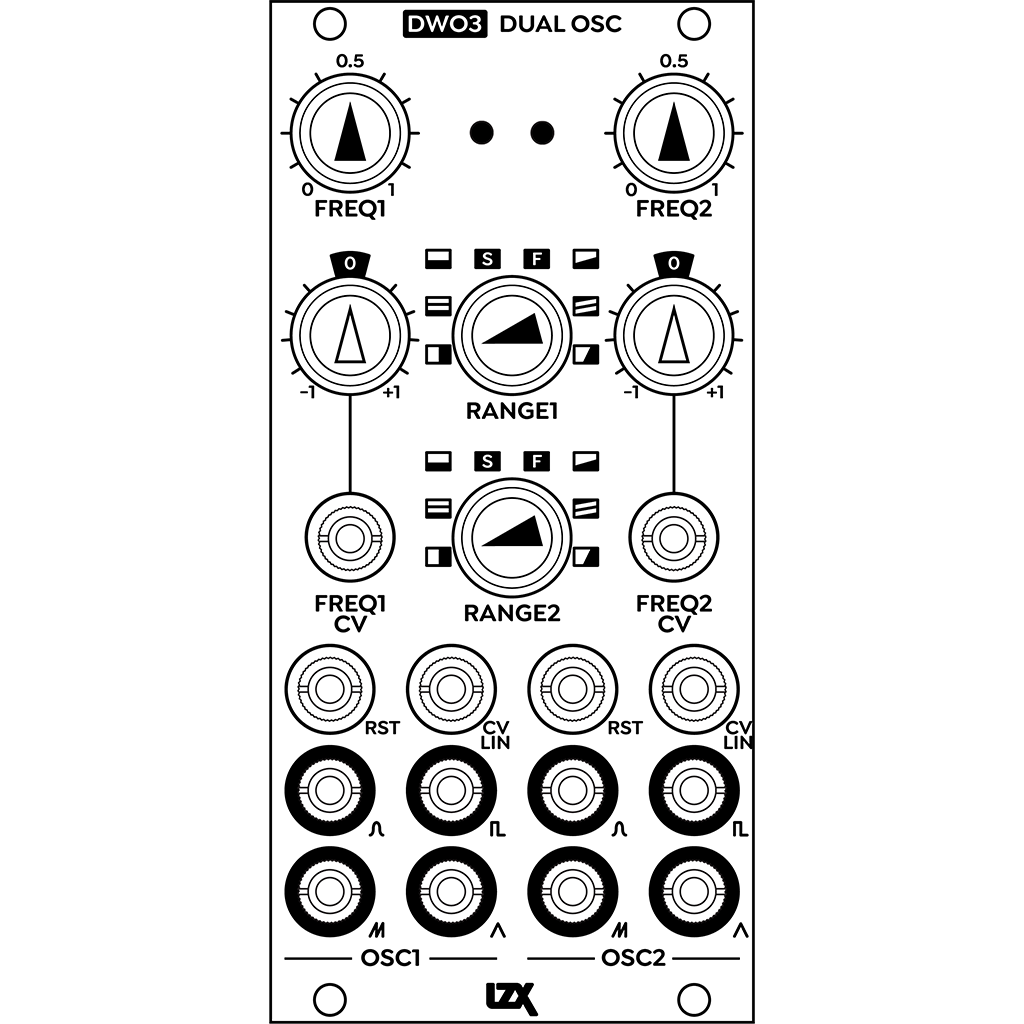 DWO3 DUAL OSC
0.5 0.5
0 1 0 1
FREQ1 FREQ2
0 S F 0
-1 +1 -1 +1
RANGE1
S F
FREQ1 CV
RANGE2
FREQ2 CV
RST CV LIN RST CV LIN
OSC1 OSC2
LZX